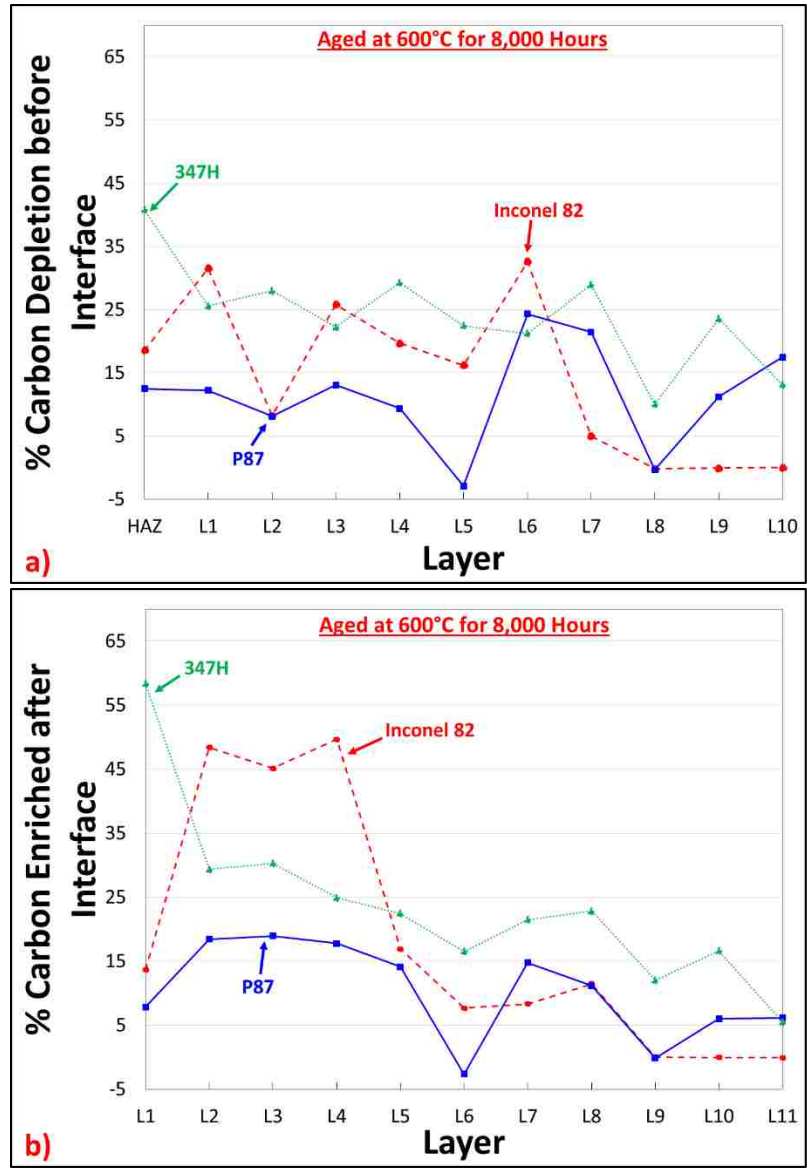 Aged at 600°C for 8,000 Hours
% Carbon Depletion before
Interface
65
55
45
35
25
15
5
-5
347H
Inconel 82
P87
HAZ L1 L2 L3 L4 L5 L6 L7 L8 L9 L10
Layer
a)
Aged at 600°C for 8,000 Hours
% Carbon Enriched after
Interface
65
55
45
35
25
15
5
-5
347H
Inconel 82
P87
L1 L2 L3 L4 L5 L6 L7 L8 L9 L10 L11
Layer
b)